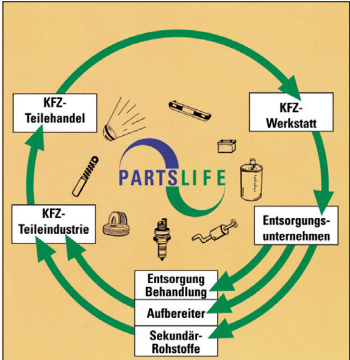 KFZ-
Teilehandel
KFZ-
Werkstatt
PARTSLIFE
KFZ-
Teileindustrie
Entsorgungs-
unternehmen
Entsorgung
Behandlung
Aufbereiter
Sekundär-
Rohstoffe